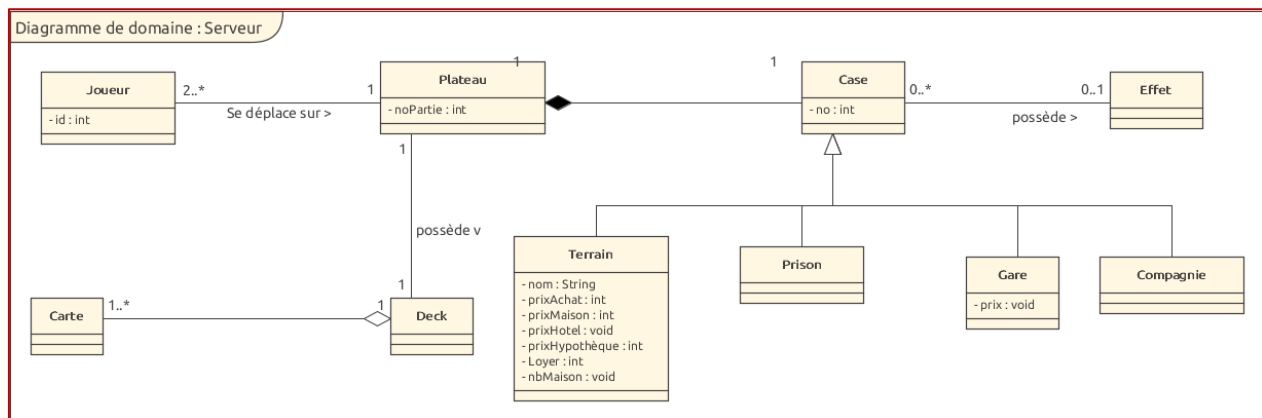 Diagramme de domaine : Serveur
Joueur
- id : int
2..*
1
Se déplace sur >
Plateau
- noPartie : int
1
1
Case
- no : int
0..*
0..1
possède >
Effet
1
possède v
1
Carte
1..*
1
Deck
Terrain
- nom : String
- prixAchat : int
- prixMaison : int
- prixHotel : void
- prixHypothèque : int
- Loyer : int
- nbMaison : void
Prison
Gare
- prix : void
Compagnie